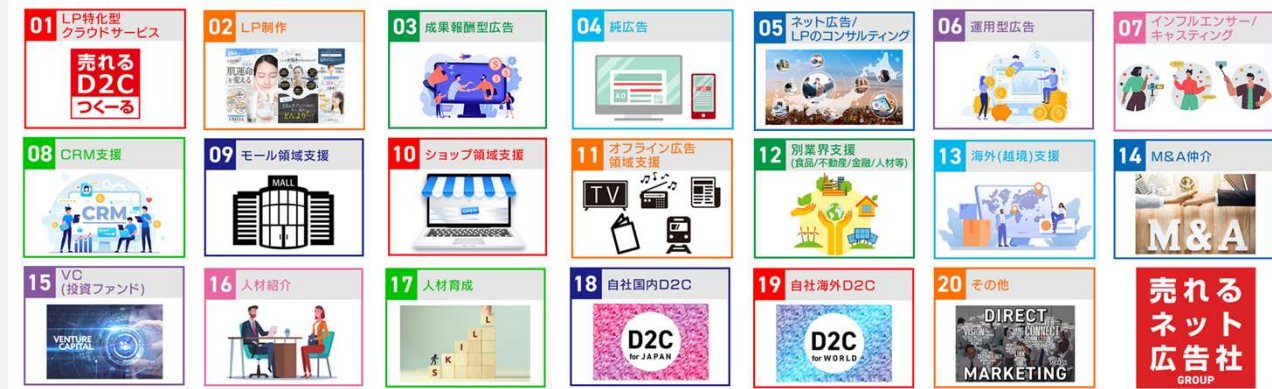 01 LP特化型
クラウドサービス
売れる
D2C
つくーる
02 LP制作
肌運命
を変える
03 成果報酬型広告
04 純広告
AD
05 ネット広告/
LPのコンサルティング
06 運用型広告
07 インフルエンサー/
キャスティング
08 CRM支援
CRM
09 モール領域支援
MALL
10 ショップ領域支援
OPEN
11 オフライン広告
領域支援
TV
12 別業界支援
(食品/不動産/金融/人材等)
13 海外(越境)支援
14 M&A仲介
M&A
15 VC
(投資ファンド)
VENTURE
CAPITAL
16 人材紹介
17 人材育成
S K I L L
18 自社国内D2C
D2C
for JAPAN
19 自社海外D2C
D2C
for WORLD
20 その他
DIRECT
VISION
CONNECT
MARKETING
売れる
ネット
広告社
GROUP